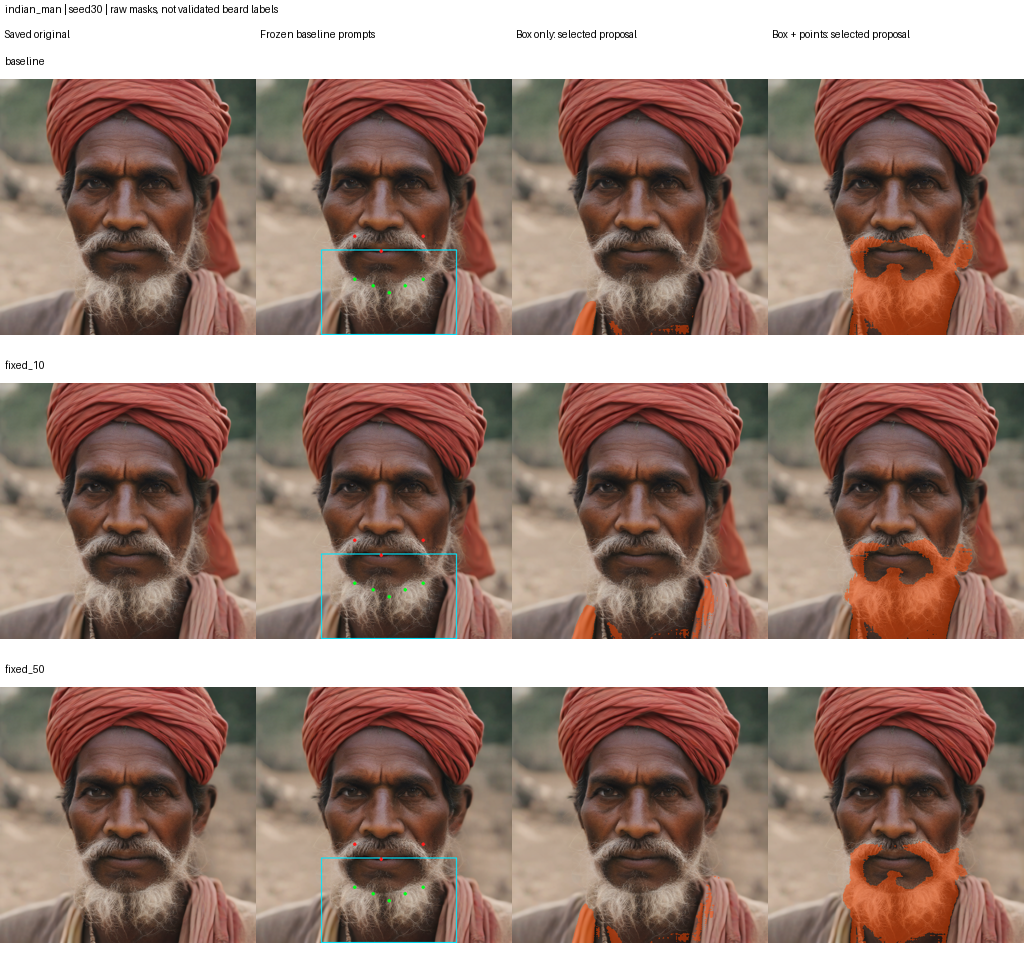 indian_man | seed30 | raw masks, not validated beard labels
Saved original
Frozen baseline prompts
Box only: selected proposal
Box + points: selected proposal
baseline
fixed_10
fixed_50